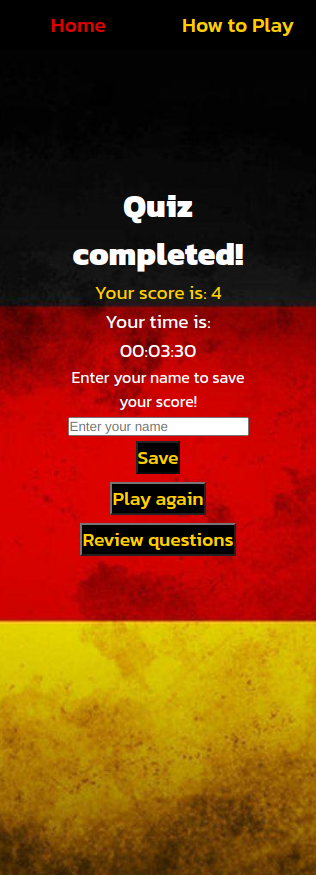 Home How to Play
Quiz
completed!
Your score is: 4
Your time is:
00:03:30
Enter your name to save
your score!
Enter your name
Save
Play again
Review questions